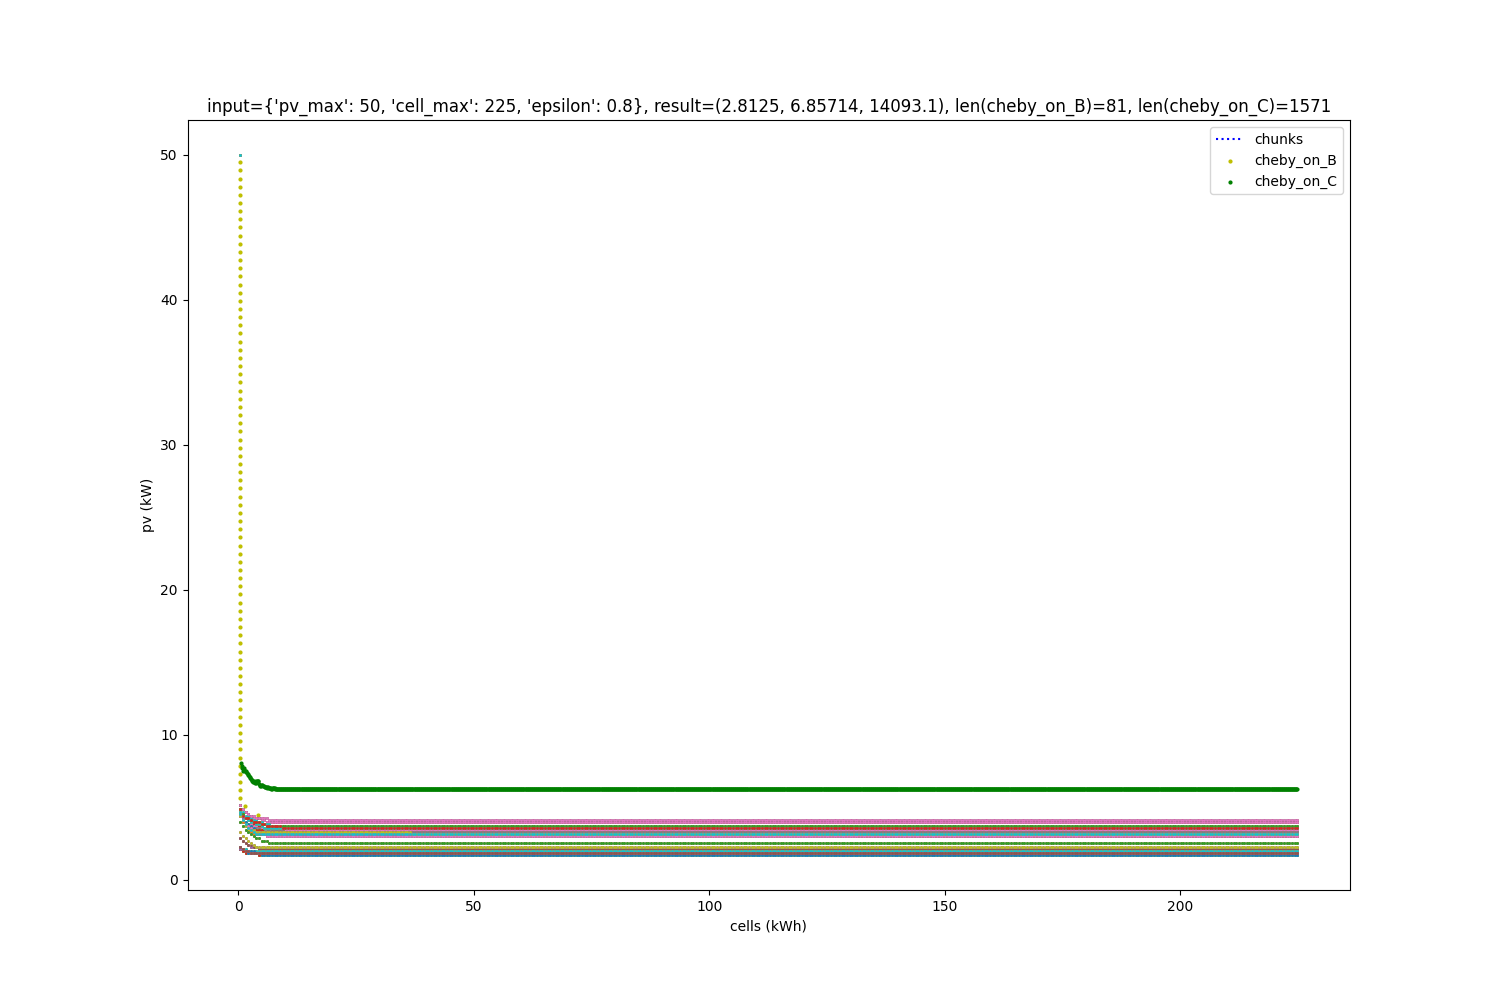 input={'pv_max': 50, 'cell_max': 225, 'epsilon': 0.8}, result=(2.8125, 6.85714, 14093.1), len(cheby_on_B)=81, len(cheby_on_C)=1571
chunks
cheby_on_B
cheby_on_C
50
40
30
20
10
0
pv (kW)
0
50
100
150
200
cells (kWh)